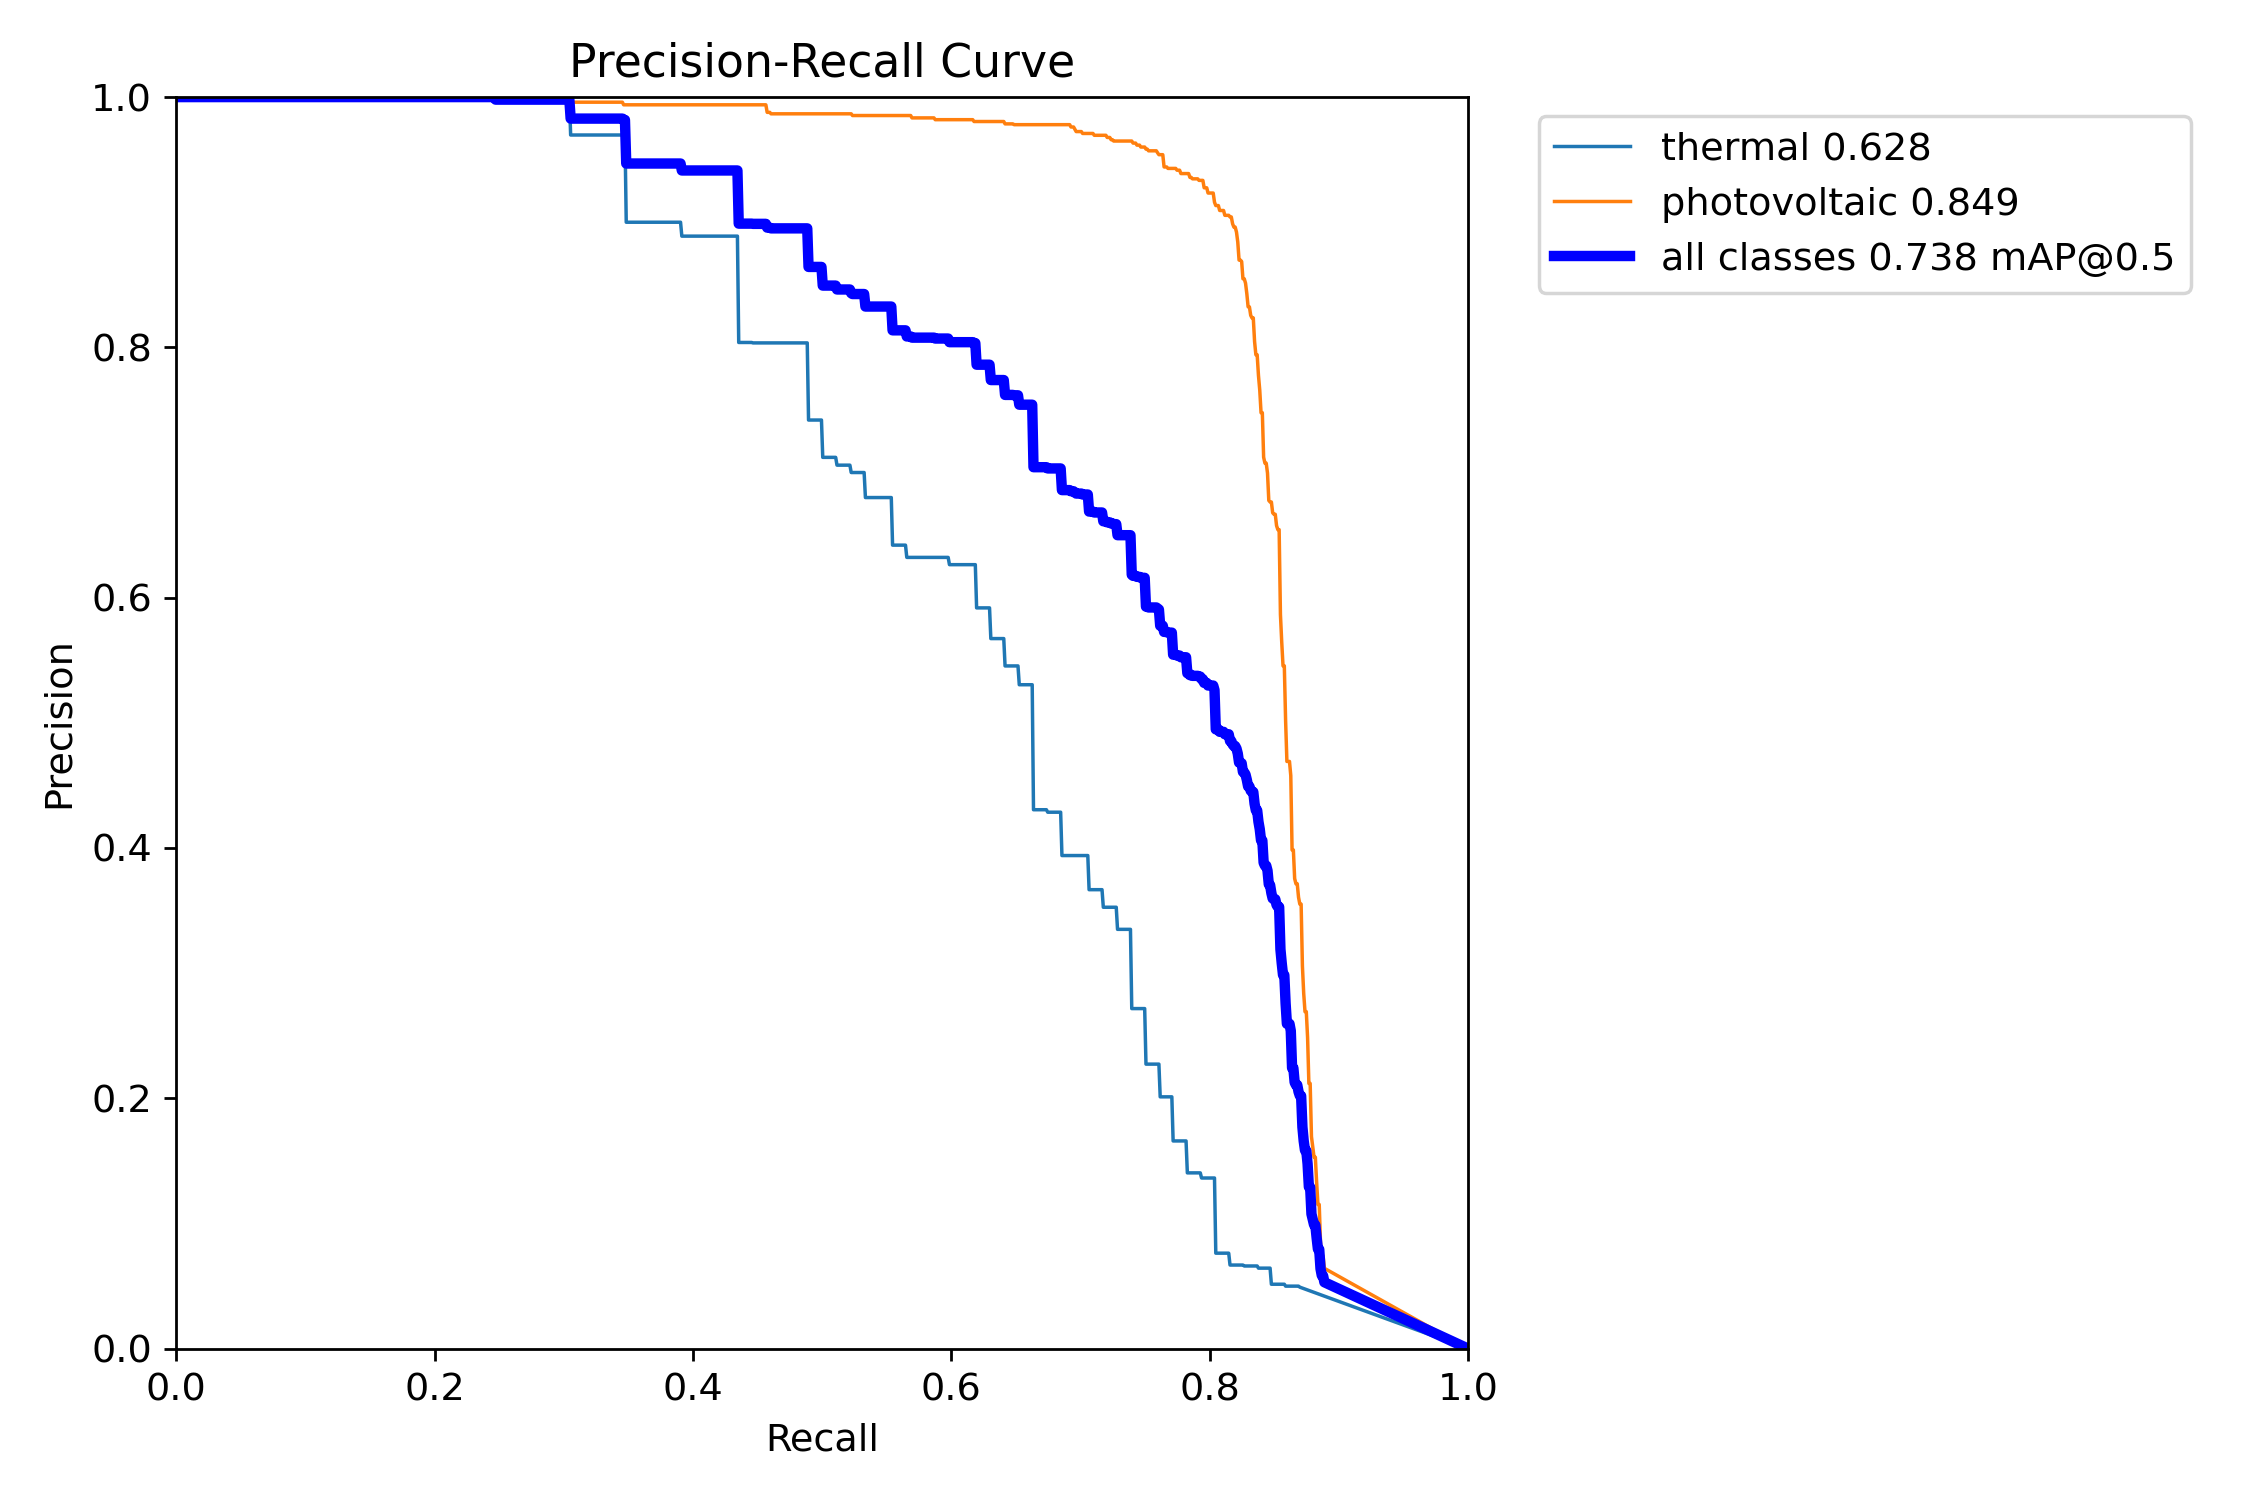 Precision-Recall Curve
thermal 0.628
photovoltaic 0.849
all classes 0.738 mAP@0.5
Precision
1.0
0.8
0.6
0.4
0.2
0.0
0.0 0.2 0.4 0.6 0.8 1.0
Recall